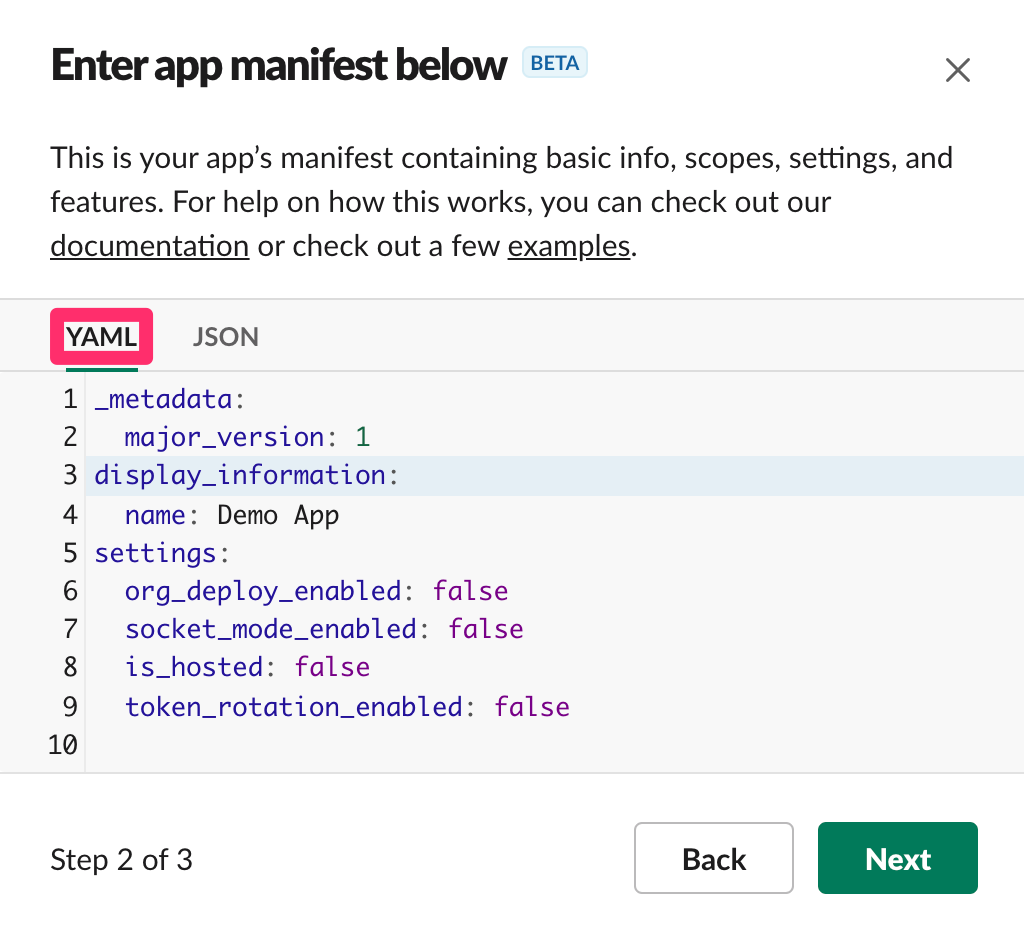 Enter app manifest below BETA
This is your app’s manifest containing basic info, scopes, settings, and
features. For help on how this works, you can check out our
documentation or check out a few examples.
YAML JSON
1 _metadata:
2   major_version: 1
3 display_information:
4   name: Demo App
5 settings:
6   org_deploy_enabled: false
7   socket_mode_enabled: false
8   is_hosted: false
9   token_rotation_enabled: false
10
Step 2 of 3 Back Next